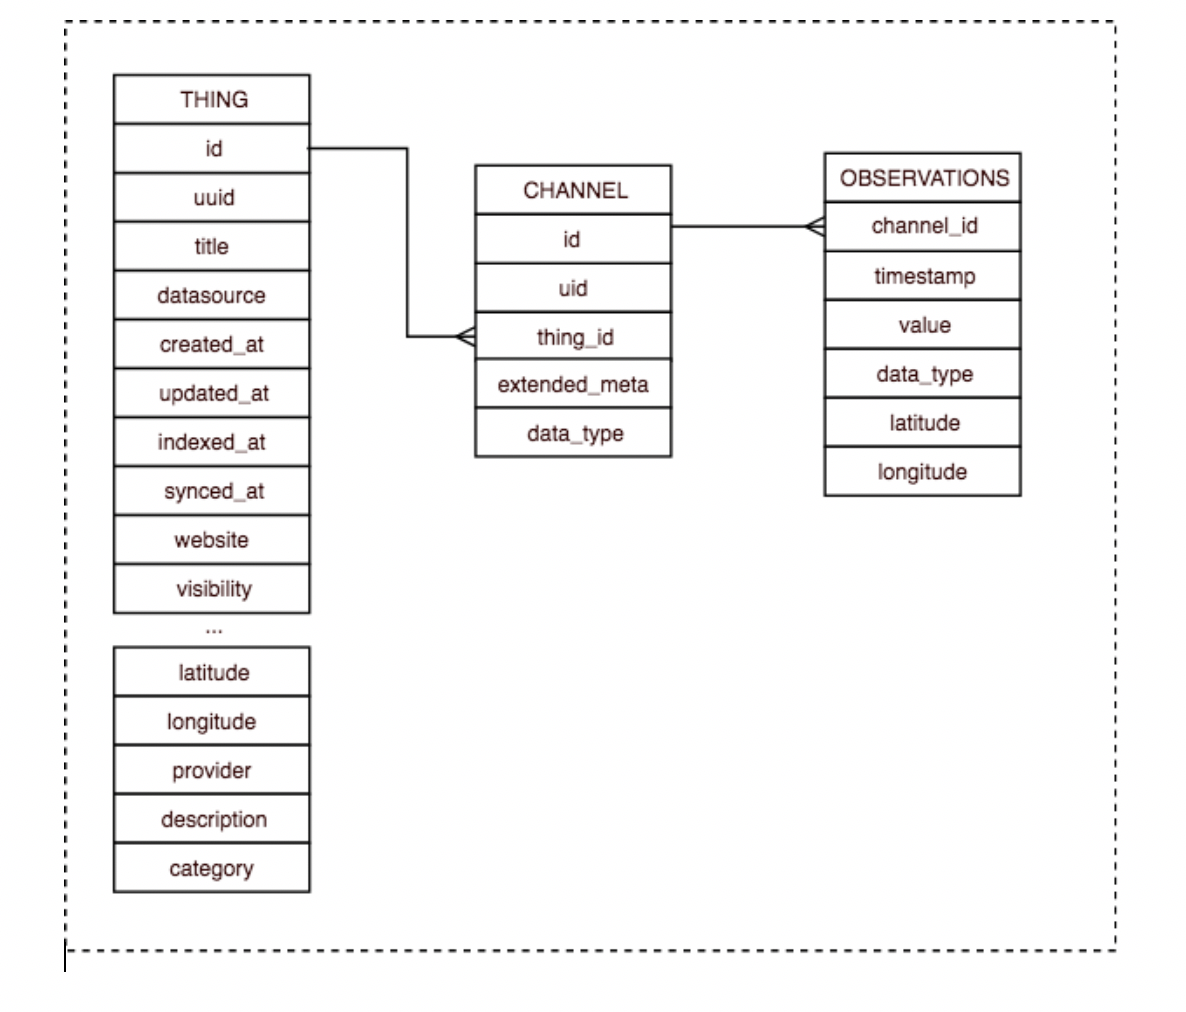 THING
id
uuid
title
datasource
created_at
updated_at
indexed_at
synced_at
website
visibility
...
latitude
longitude
provider
description
category
CHANNEL
id
uid
thing_id
extended_meta
data_type
OBSERVATIONS
channel_id
timestamp
value
data_type
latitude
longitude